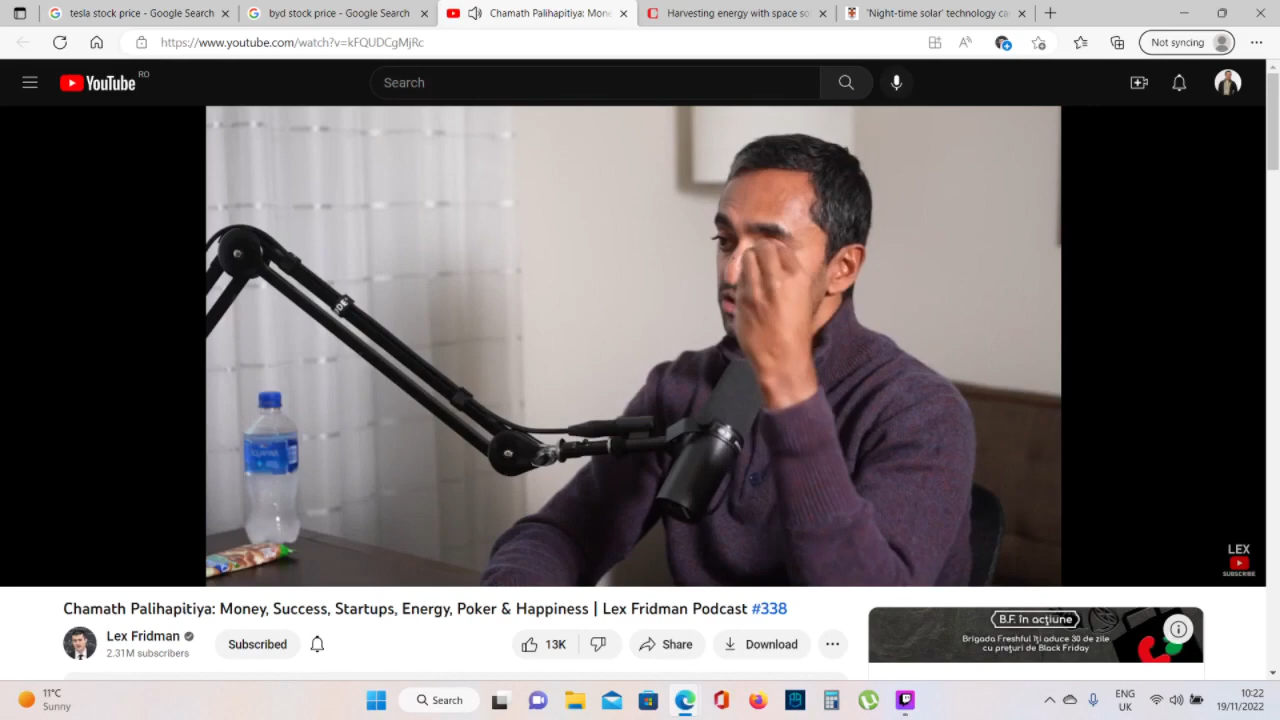 tesla stock price - Google Search
byd stock price - Google Search
Chamath Palihapitiya: Mone
Harvesting energy with space so
'Night-time solar' technology ca
https://www.youtube.com/watch?v=kFQUDCgMjRc
Not syncing
YouTube RO
Search
LEX
SUBSCRIBE
Chamath Palihapitiya: Money, Success, Startups, Energy, Poker & Happiness | Lex Fridman Podcast #338
Lex Fridman
2.31M subscribers
Subscribed
13K
Share
Download
B.F. în acțiune
Brigada Freshful îți aduce 30 de zile
cu prețuri de Black Friday
11°C
Sunny
Search
ENG
UK
10:22
19/11/2022